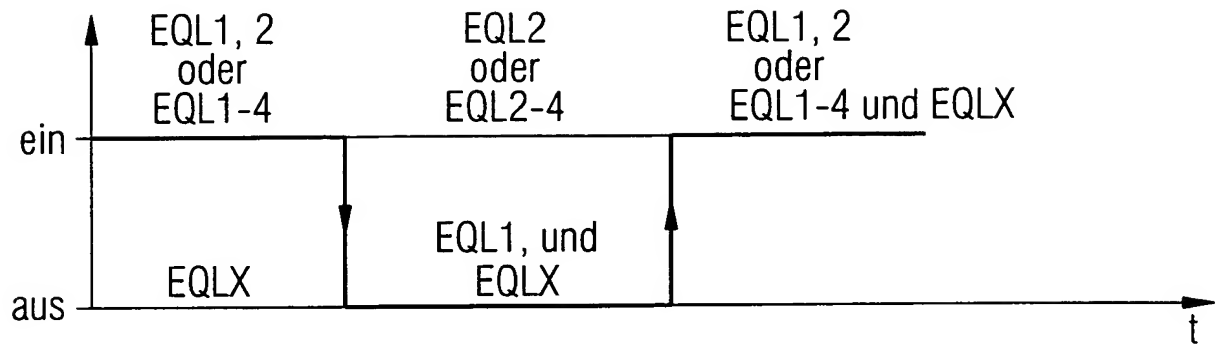 EQL1, 2
oder
EQL1-4
EQL2
oder
EQL2-4
EQL1, 2
oder
EQL1-4 und EQLX
ein
EQLX
EQL1, und
EQLX
aus
t